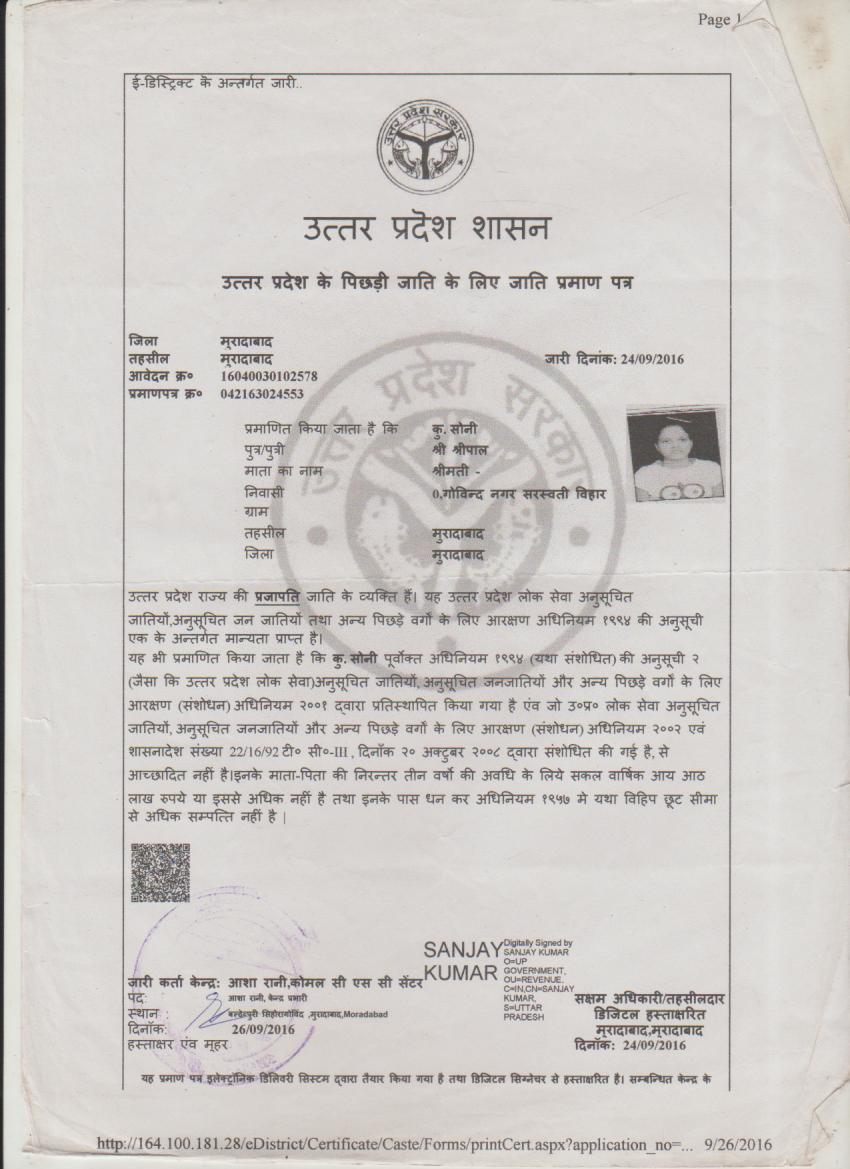 Page 1
ई-डिस्ट्रिक्ट के अन्तर्गत जारी..
उत्तर प्रदेश सरकार
उत्तर प्रदेश शासन
उत्तर प्रदेश के पिछड़ी जाति के लिए जाति प्रमाण पत्र
जिला मूरादाबाद
तहसील मूरादाबाद जारी दिनांक: 24/09/2016
आवेदन क्र० 16040030102578
प्रमाणपत्र क्र० 042163024553
उत्तर प्रदेश सरकार
प्रमाणित किया जाता है कि कु. सोनी
पुत्र/पुत्री श्री श्रीपाल
माता का नाम श्रीमती -
निवासी 0,गोविन्द नगर सरस्वती विहार
ग्राम
तहसील मुरादाबाद
जिला मुरादाबाद
उत्तर प्रदेश राज्य की प्रजापति जाति के व्यक्ति हैं। यह उत्तर प्रदेश लोक सेवा अनुसूचित
जातियों,अनुसूचित जन जातियों तथा अन्य पिछड़े वर्गों के लिए आरक्षण अधिनियम १९९४ की अनुसूची
एक के अन्तर्गत मान्यता प्राप्त है।
यह भी प्रमाणित किया जाता है कि कु. सोनी पूर्वोक्त अधिनियम १९९४ (यथा संशोधित) की अनुसूची २
(जैसा कि उत्तर प्रदेश लोक सेवा)अनुसूचित जातियों, अनुसूचित जनजातियों और अन्य पिछड़े वर्गों के लिए
आरक्षण (संशोधन) अधिनियम २००१ द्वारा प्रतिस्थापित किया गया है एंव जो उ०प्र० लोक सेवा अनुसूचित
जातियों, अनुसूचित जनजातियों और अन्य पिछड़े वर्गों के लिए आरक्षण (संशोधन) अधिनियम २००२ एवं
शासनादेश संख्या 22/16/92 टी० सी०-III , दिनाँक २० अक्टुबर २००८ द्वारा संशोधित की गई है, से
आच्छादित नहीं है।इनके माता-पिता की निरन्तर तीन वर्षो की अवधि के लिये सकल वार्षिक आय आठ
लाख रुपये या इससे अधिक नहीं है तथा इनके पास धन कर अधिनियम १९५७ मे यथा विहिप छूट सीमा
से अधिक सम्पत्ति नहीं है |
SANJAY KUMAR
Digitally Signed by
SANJAY KUMAR
O=UP
GOVERNMENT,
OU=REVENUE,
C=IN,CN=SANJAY
KUMAR,
S=UTTAR
PRADESH
जारी कर्ता केन्द्र: आशा रानी,कोमल सी एस सी सेंटर
पद: आशा रानी, केन्द्र प्रभारी
स्थान : सिहोरागोविंद ,मुरादाबाद,Moradabad
दिनाँक: 26/09/2016
हस्ताक्षर एंव मूहर
सक्षम अधिकारी/तहसीलदार
डिजिटल हस्ताक्षरित
मूरादाबाद,मूरादाबाद
दिनाँक: 24/09/2016
यह प्रमाण पत्र इलेक्ट्रॉनिक डिलिवरी सिस्टम द्वारा तैयार किया गया है तथा डिजिटल सिग्नेचर से हस्ताक्षरित है। सम्बन्धित केन्द्र के
http://164.100.181.28/eDistrict/Certificate/Caste/Forms/printCert.aspx?application_no=... 9/26/2016